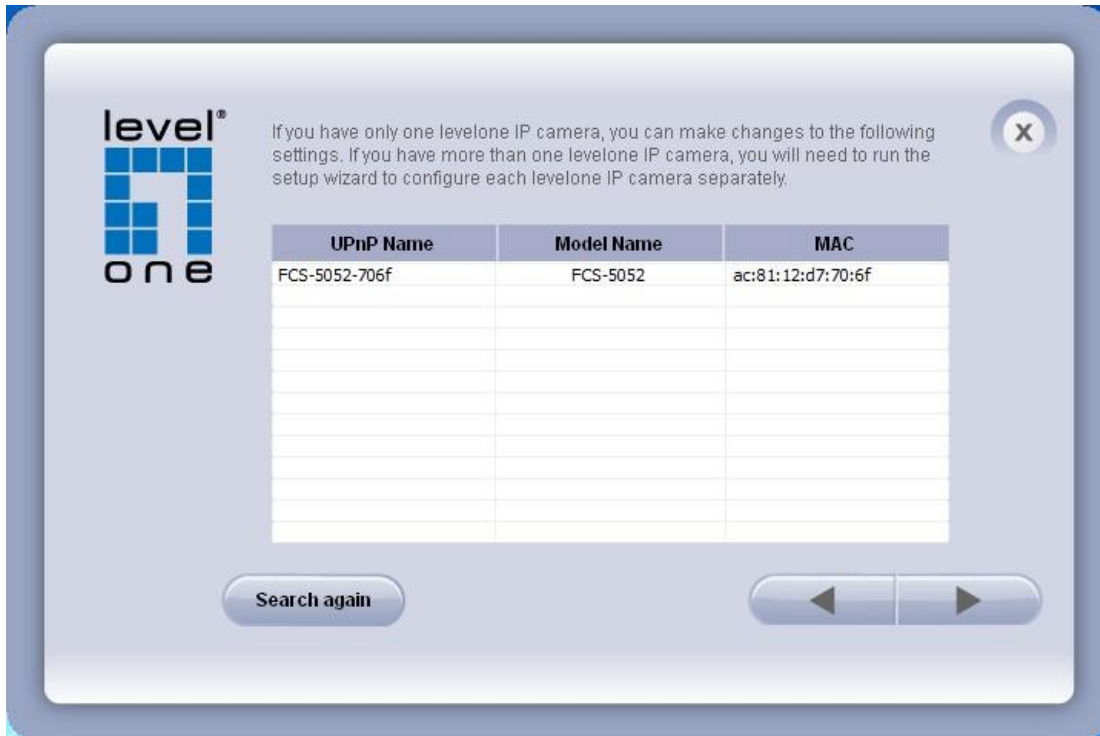 level®
one
If you have only one levelone IP camera, you can make changes to the following
settings. If you have more than one levelone IP camera, you will need to run the
setup wizard to configure each levelone IP camera separately.
X
UPnP Name Model Name MAC
FCS-5052-706f FCS-5052 ac:81:12:d7:70:6f
Search again